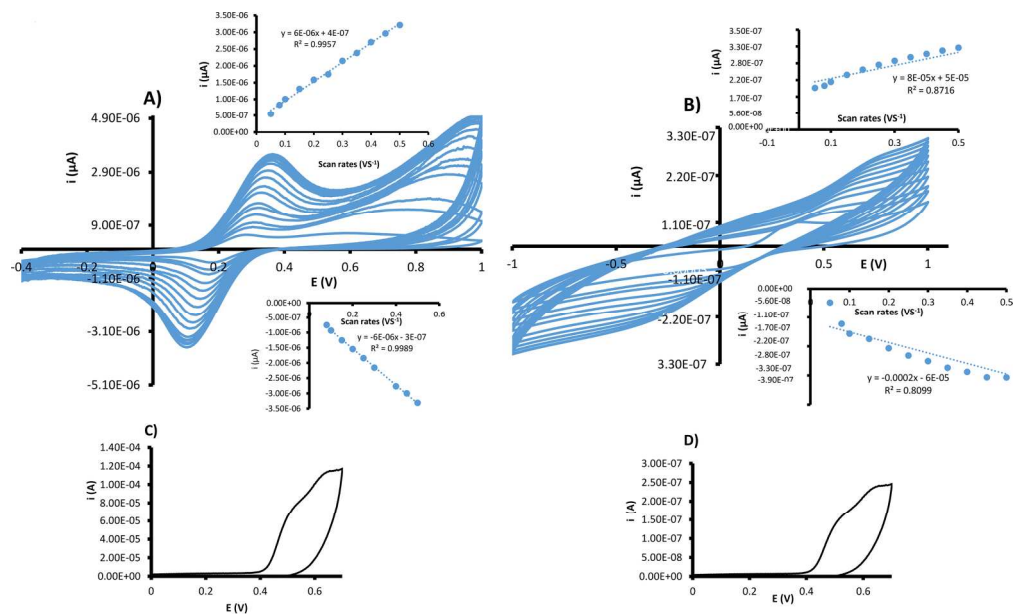 A)
i (µA)
3.50E-06
3.00E-06
2.50E-06
2.00E-06
1.50E-06
1.00E-06
5.00E-07
0.00E+00
y = 6E-06x + 4E-07
R² = 0.9957
0
0.1
0.2
0.3
0.4
0.5
0.6
Scan rates (VS⁻¹)
i (µA)
4.90E-06
2.90E-06
9.00E-07
-1.10E-06
-3.10E-06
-5.10E-06
-0.4
-0.2
0
0.2
0.4
0.6
0.8
1
E (V)
i (µA)
0.00E+00
-5.00E-07
-1.00E-06
-1.50E-06
-2.00E-06
-2.50E-06
-3.00E-06
-3.50E-06
0
0.2
0.4
0.6
Scan rates (VS⁻¹)
y = -6E-06x - 3E-07
R² = 0.9989
B)
i (µA)
3.30E-07
2.80E-07
2.20E-07
1.70E-07
1.10E-07
5.60E-08
0.00E+00
y = 8E-05x + 5E-05
R² = 0.8716
Scan rates (VS⁻¹)
-0.1
0.1
0.3
0.5
i (µA)
3.30E-07
2.20E-07
1.10E-07
-1.10E-07
-2.20E-07
3.30E-07
-1
-0.5
0
0.5
1
E (V)
i (µA)
0.00E+00
-5.60E-08
-1.10E-07
-1.70E-07
-2.20E-07
-2.80E-07
-3.30E-07
-3.90E-07
0
0.1
0.2
0.3
0.4
0.5
Scan rates (VS⁻¹)
y = -0.0002x - 6E-05
R² = 0.8099
C)
i (A)
1.40E-04
1.20E-04
1.00E-04
8.00E-05
6.00E-05
4.00E-05
2.00E-05
0.00E+00
0
0.2
0.4
0.6
E (V)
D)
i (A)
3.00E-07
2.50E-07
2.00E-07
1.50E-07
1.00E-07
5.00E-08
0.00E+00
0
0.2
0.4
0.6
E (V)